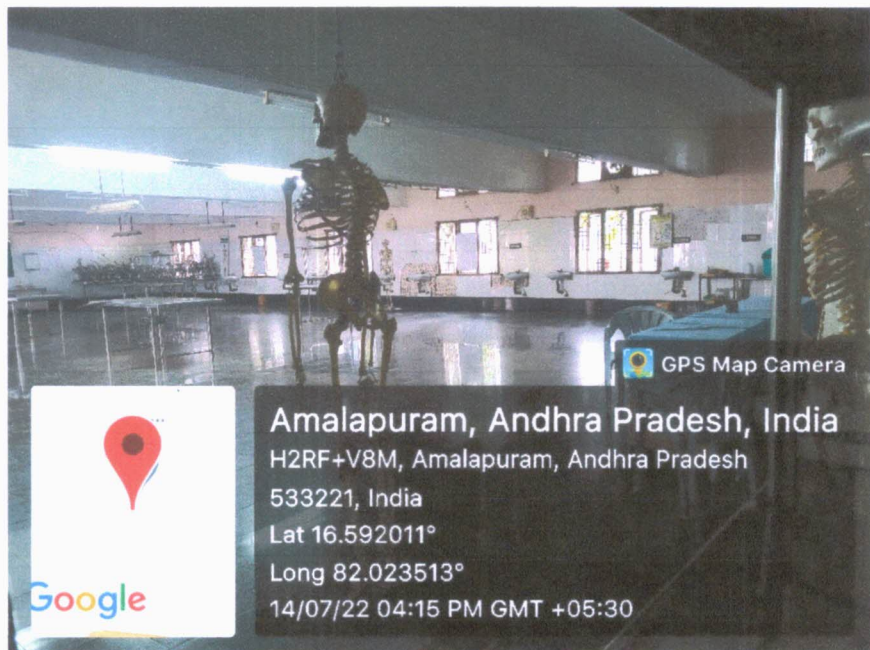 GPS Map Camera
Amalapuram, Andhra Pradesh, India
H2RF+V8M, Amalapuram, Andhra Pradesh
533221, India
Lat 16.592011°
Long 82.023513°
14/07/22 04:15 PM GMT +05:30
Google